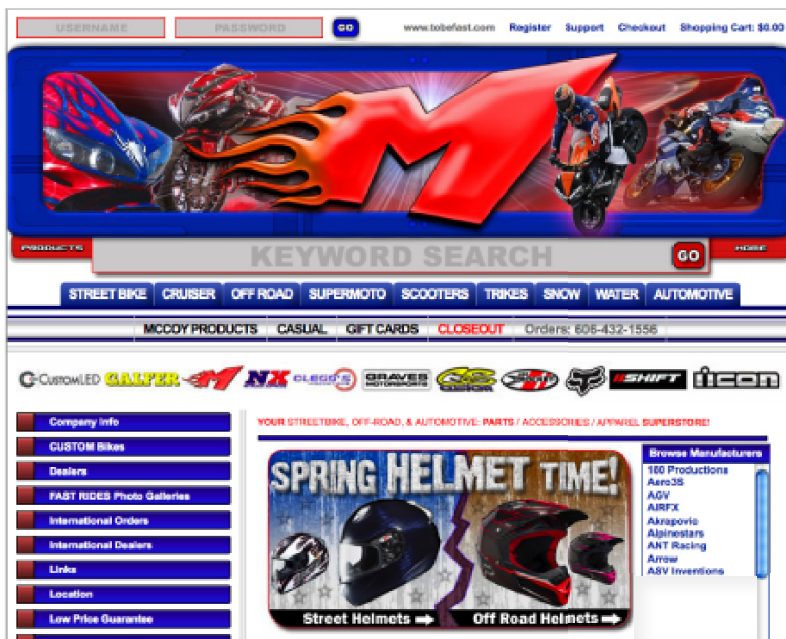 USERNAME PASSWORD GO www.tobefast.com Register Support Checkout Shopping Cart: $0.00
M
PRODUCTS KEYWORD SEARCH GO HOME
STREET BIKE CRUISER OFF ROAD SUPERMOTO SCOOTERS TRIKES SNOW WATER AUTOMOTIVE
MCCOY PRODUCTS CASUAL GIFT CARDS CLOSEOUT Orders: 606-432-1556
CUSTOMLED GALFER M NX CLEGG'S GRAVES MOTORSPORTS SHIFT ICON
YOUR STREETBIKE, OFF-ROAD, & AUTOMOTIVE: PARTS / ACCESSORIES / APPAREL SUPERSTORE!
Company Info
CUSTOM Bikes
Dealers
FAST RIDES Photo Galleries
International Orders
International Dealers
Links
Location
Low Price Guarantee
SPRING HELMET TIME!
Street Helmets Off Road Helmets
Browse Manufacturers
180 Productions
Aero3S
AGV
AIRFX
Akrapovic
Alpinestars
ANT Racing
Arrow
ASV Inventions